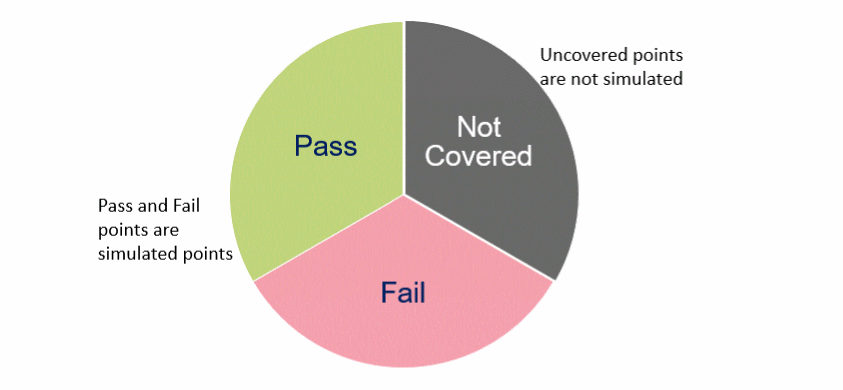 Uncovered points
are not simulated
Not
Covered
Pass
Pass and Fail
points are
simulated points
Fail